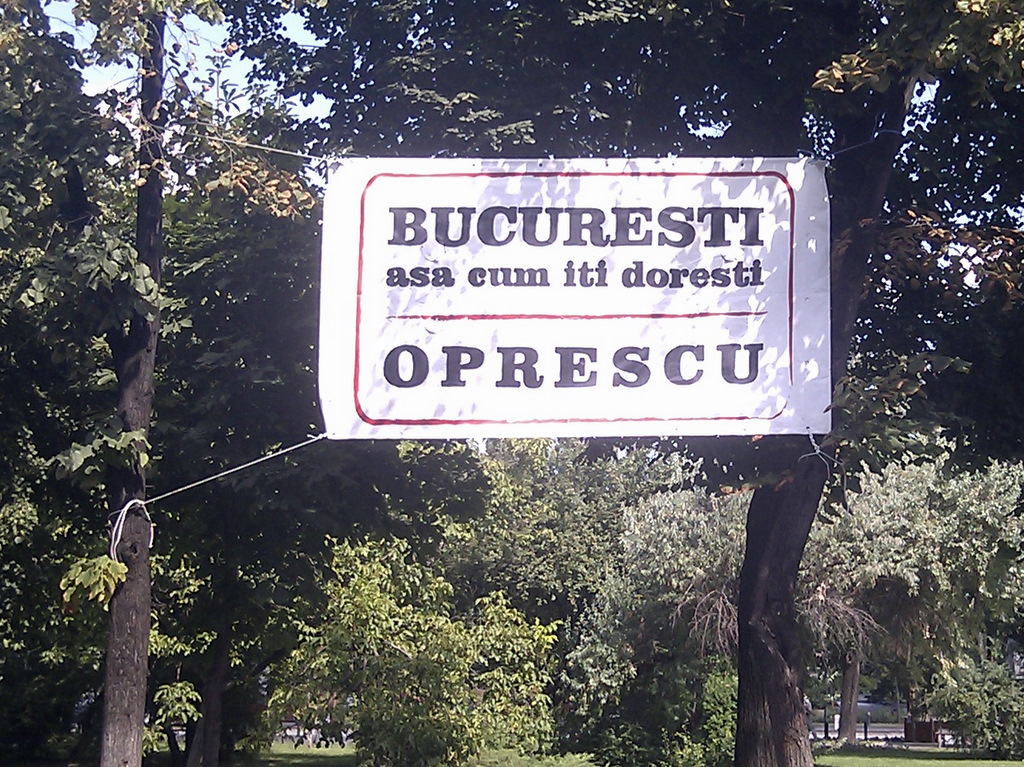 BUCURESTI
asa cum iti doresti
OPRESCU